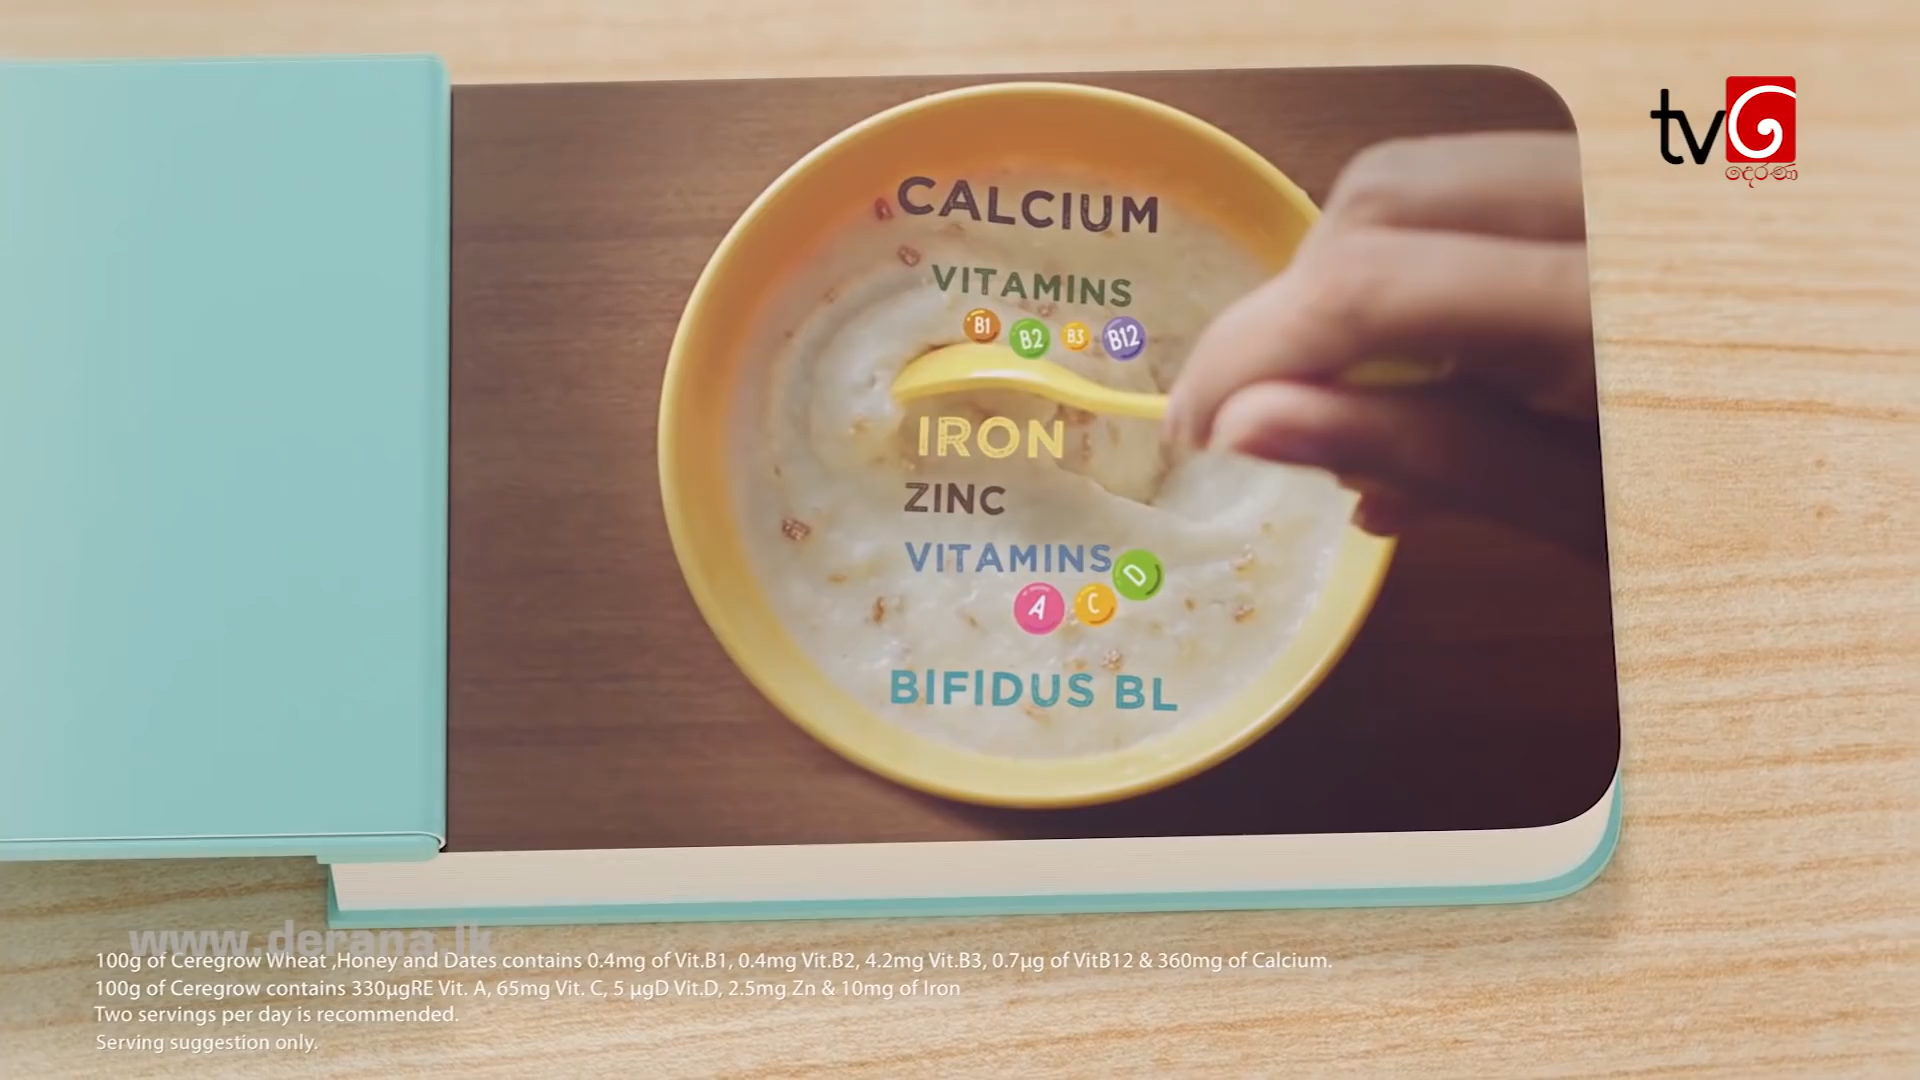 tv
දෙරණ
CALCIUM
VITAMINS
B1 B2 B3 B12
IRON
ZINC
VITAMINS
A C D
BIFIDUS BL
www.derana.lk
100g of Ceregrow Wheat ,Honey and Dates contains 0.4mg of Vit.B1, 0.4mg Vit.B2, 4.2mg Vit.B3, 0.7µg of VitB12 & 360mg of Calcium.
100g of Ceregrow contains 330µgRE Vit. A, 65mg Vit. C, 5 µgD Vit.D, 2.5mg Zn & 10mg of Iron
Two servings per day is recommended.
Serving suggestion only.